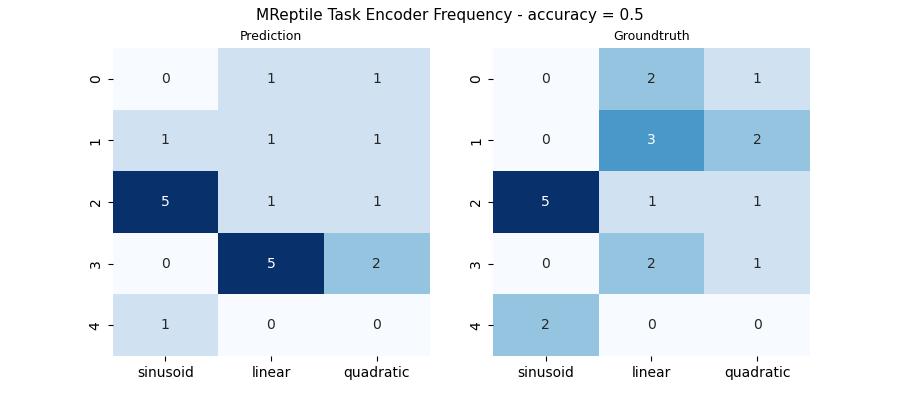 MReptile Task Encoder Frequency - accuracy = 0.5
Prediction Groundtruth
0 0 1 1 0 0 2 1
1 1 1 1 1 0 3 2
2 5 1 1 2 5 1 1
3 0 5 2 3 0 2 1
4 1 0 0 4 2 0 0
sinusoid linear quadratic sinusoid linear quadratic